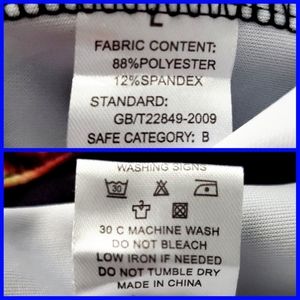 L
FABRIC CONTENT:
88%POLYESTER
12%SPANDEX
STANDARD:
GB/T22849-2009
SAFE CATEGORY: B
WASHING SIGNS
30
30 C MACHINE WASH
DO NOT BLEACH
LOW IRON IF NEEDED
DO NOT TUMBLE DRY
MADE IN CHINA